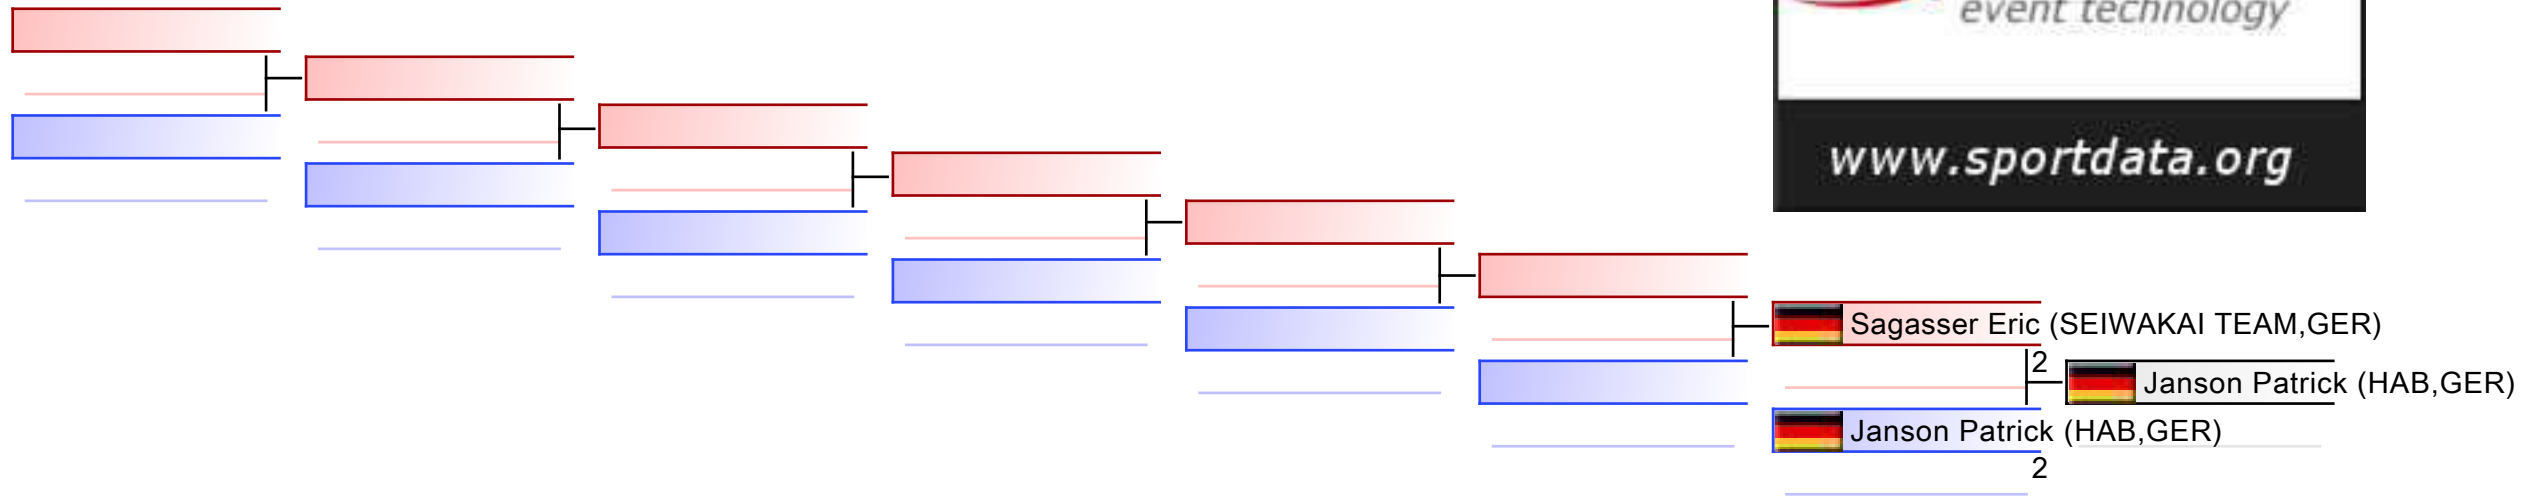 event technology
www.sportdata.org
Sagasser Eric (SEIWAKAI TEAM,GER)
2
Janson Patrick (HAB,GER)
Janson Patrick (HAB,GER)
2